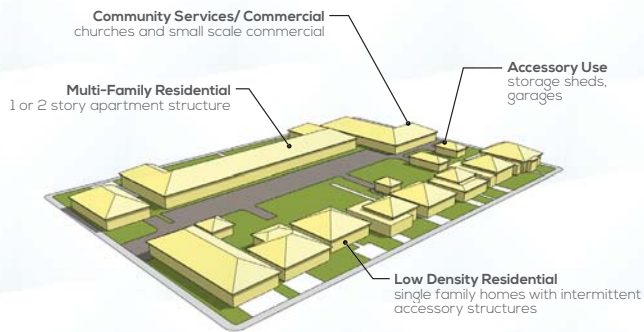 Community Services/ Commercial
churches and small scale commercial
Accessory Use
storage sheds,
garages
Multi-Family Residential
1 or 2 story apartment structure
Low Density Residential
single family homes with intermittent
accessory structures